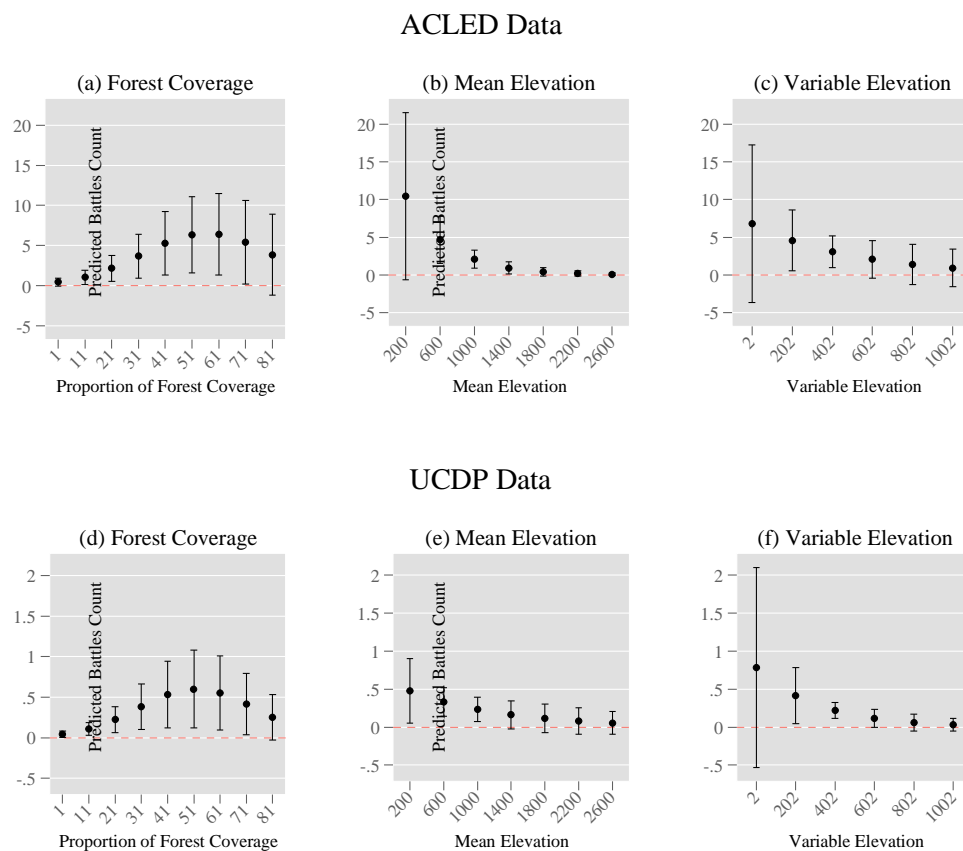 ACLED Data
(a) Forest Coverage
20
15
10
5
0
-5
Predicted Battles Count
1 11 21 31 41 51 61 71 81
Proportion of Forest Coverage
(b) Mean Elevation
20
15
10
5
0
-5
Predicted Battles Count
200 600 1000 1400 1800 2200 2600
Mean Elevation
(c) Variable Elevation
20
15
10
5
0
-5
2 202 402 602 802 1002
Variable Elevation
UCDP Data
(d) Forest Coverage
2
1.5
1
.5
0
-.5
Predicted Battles Count
1 11 21 31 41 51 61 71 81
Proportion of Forest Coverage
(e) Mean Elevation
2
1.5
1
.5
0
-.5
Predicted Battles Count
200 600 1000 1400 1800 2200 2600
Mean Elevation
(f) Variable Elevation
2
1.5
1
.5
0
-.5
2 202 402 602 802 1002
Variable Elevation